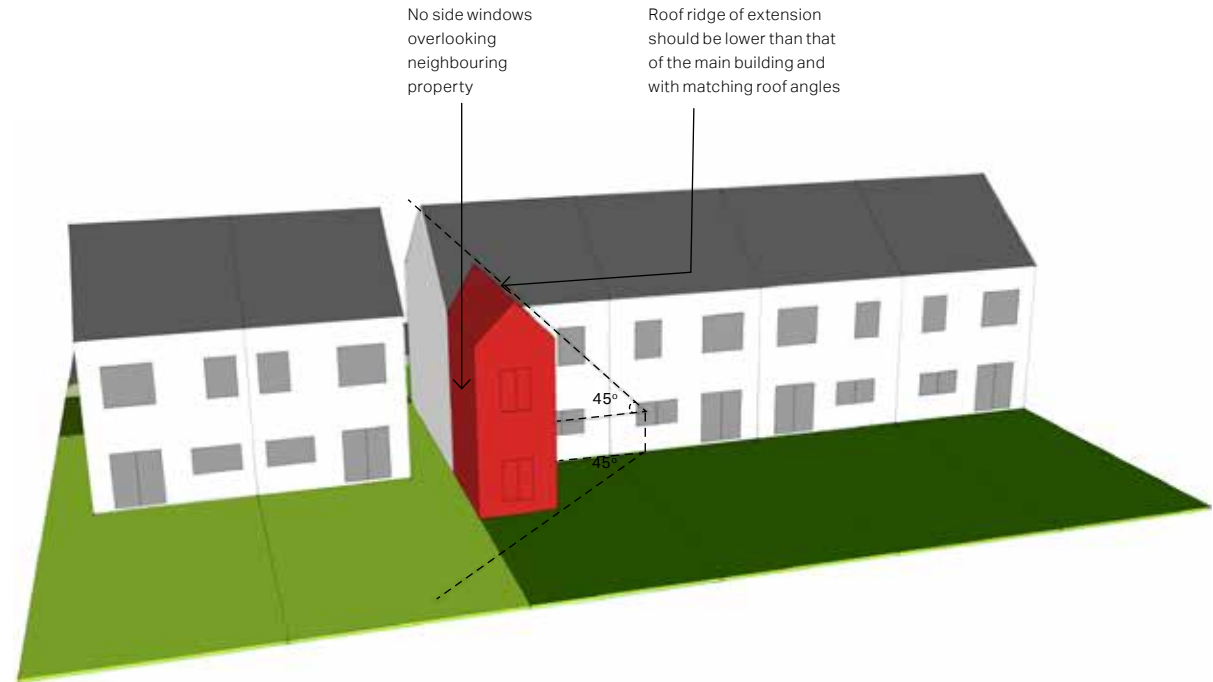 No side windows
overlooking
neighbouring
property
Roof ridge of extension
should be lower than that
of the main building and
with matching roof angles
45°
45°